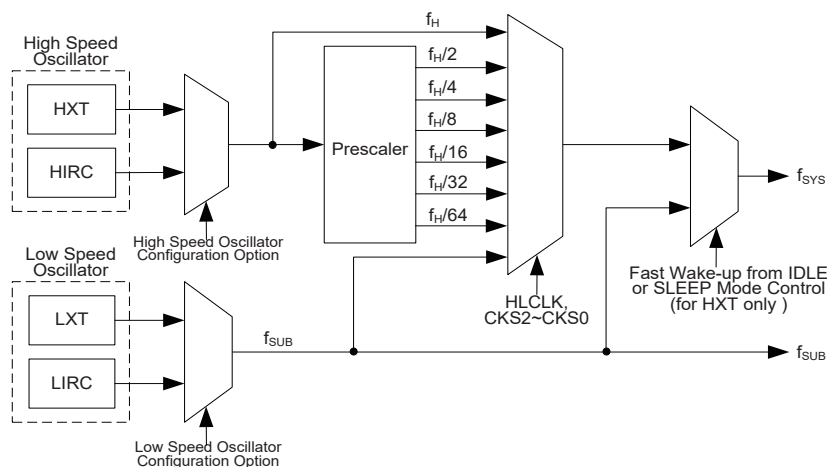 High Speed
Oscillator
HXT
HIRC
High Speed Oscillator
Configuration Option
fH
Prescaler
fH/2
fH/4
fH/8
fH/16
fH/32
fH/64
HLCLK,
CKS2~CKS0
fSYS
Fast Wake-up from IDLE
or SLEEP Mode Control
(for HXT only )
Low Speed
Oscillator
LXT
LIRC
Low Speed Oscillator
Configuration Option
fSUB
fSUB